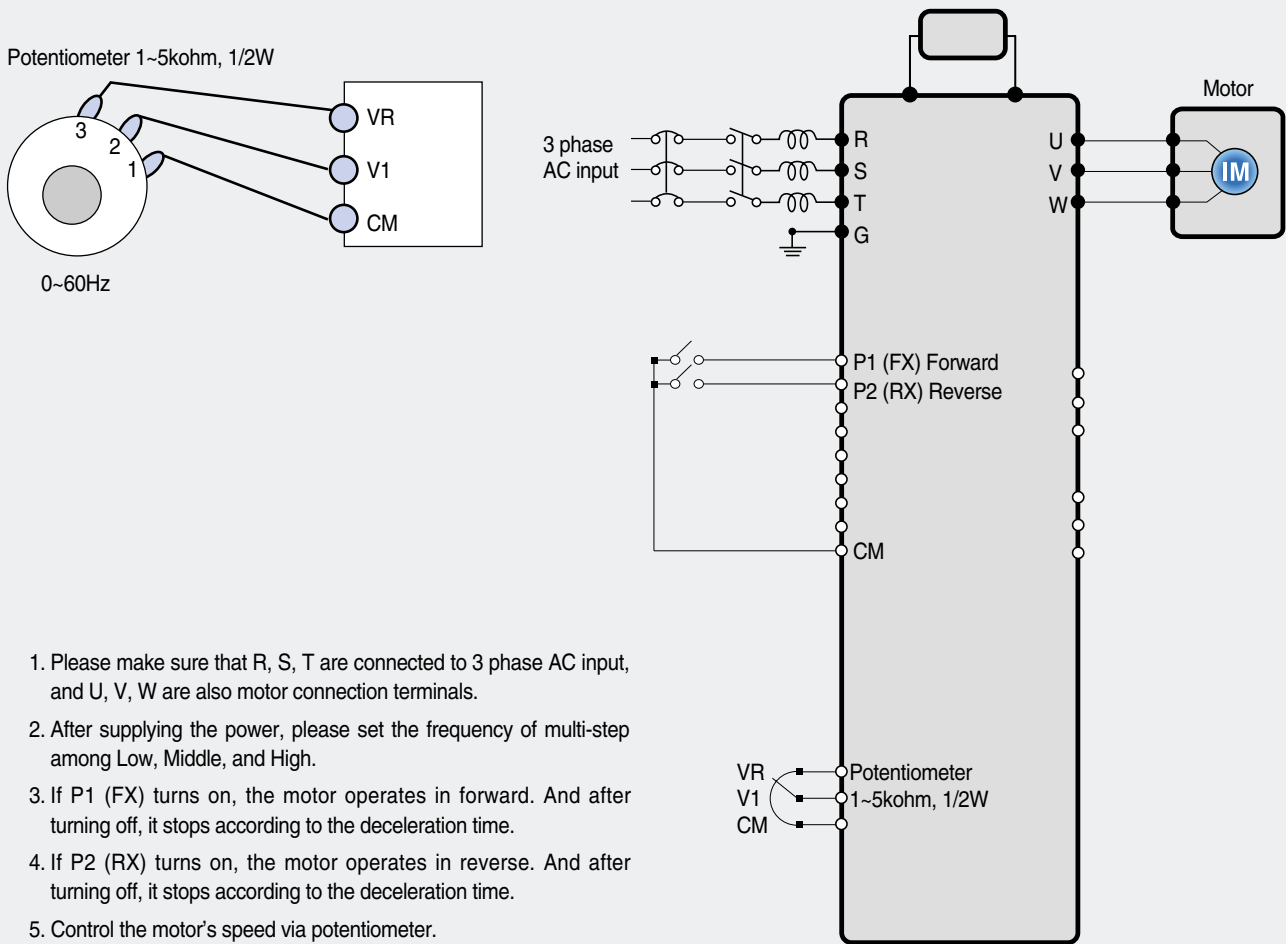 Potentiometer 1~5kohm, 1/2W
3
2
1
VR
V1
CM
0~60Hz
3 phase
AC input
R
S
T
G
U
V
W
Motor
IM
P1 (FX) Forward
P2 (RX) Reverse
CM
VR
V1
CM
Potentiometer
1~5kohm, 1/2W
1. Please make sure that R, S, T are connected to 3 phase AC input,
and U, V, W are also motor connection terminals.
2. After supplying the power, please set the frequency of multi-step
among Low, Middle, and High.
3. If P1 (FX) turns on, the motor operates in forward. And after
turning off, it stops according to the deceleration time.
4. If P2 (RX) turns on, the motor operates in reverse. And after
turning off, it stops according to the deceleration time.
5. Control the motor's speed via potentiometer.